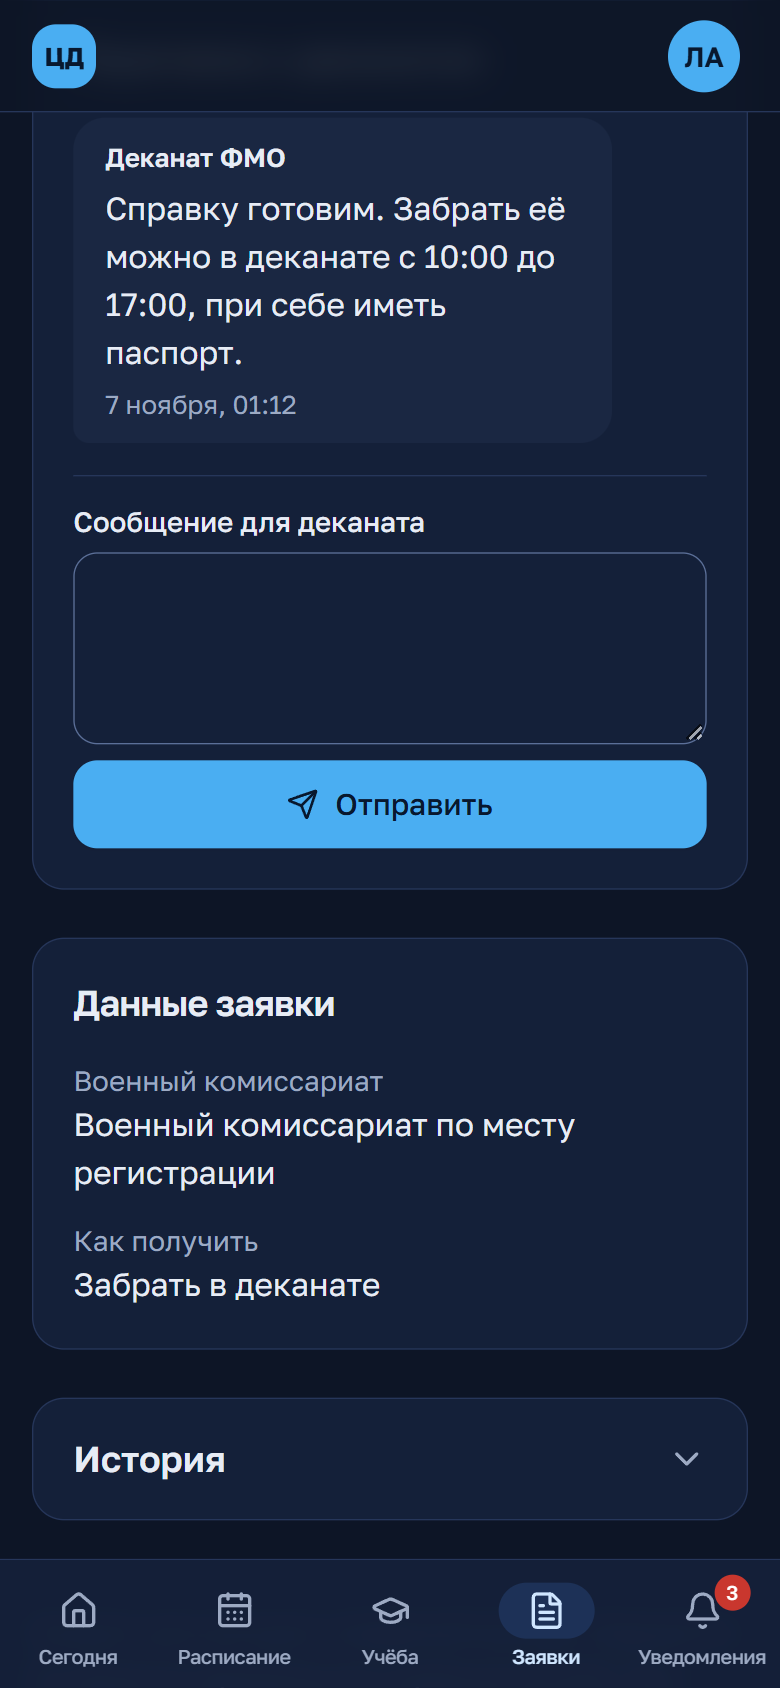 ЦД
ЛА
Деканат ФМО
Справку готовим. Забрать её
можно в деканате с 10:00 до
17:00, при себе иметь
паспорт.
7 ноября, 01:12
Сообщение для деканата
Отправить
Данные заявки
Военный комиссариат
Военный комиссариат по месту
регистрации
Как получить
Забрать в деканате
История
3
Сегодня
Расписание
Учёба
Заявки
Уведомления